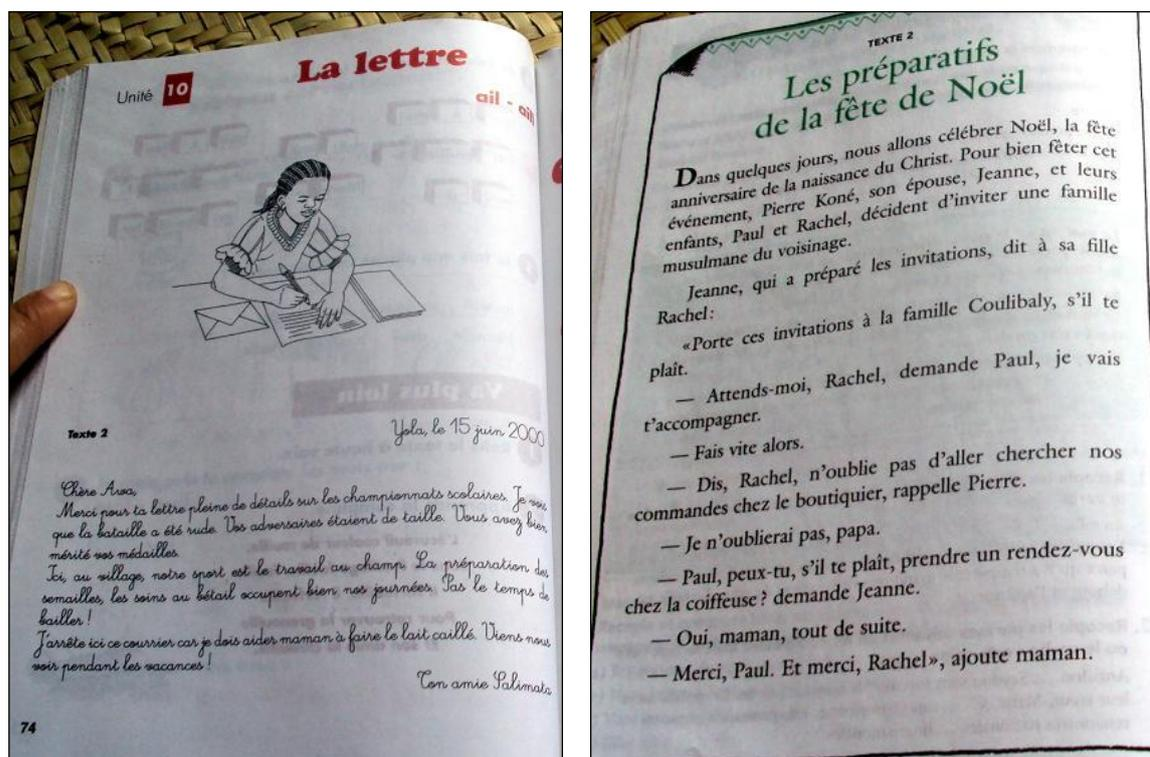 Unité 10
La lettre
ail - aill
Texte 2
Yola, le 15 juin 2000
Chère Awa,
Merci pour ta lettre pleine de détails sur les championnats scolaires. Je vois
que la bataille a été rude. Vos adversaires étaient de taille. Vous avez bien
mérité vos médailles.
Ici, au village, notre sport est le travail au champ. La préparation des
semailles, les soins au bétail occupent bien nos journées. Pas le temps de
bailler !
J'arrête ici ce courrier car je dois aider maman à faire le lait caillé. Viens nous
voir pendant les vacances !
Ton amie Salimata
74
TEXTE 2
Les préparatifs
de la fête de Noël
Dans quelques jours, nous allons célébrer Noël, la fête
anniversaire de la naissance du Christ. Pour bien fêter cet
événement, Pierre Koné, son épouse, Jeanne, et leurs
enfants, Paul et Rachel, décident d'inviter une famille
musulmane du voisinage.
Jeanne, qui a préparé les invitations, dit à sa fille
Rachel :
«Porte ces invitations à la famille Coulibaly, s'il te
plaît.
— Attends-moi, Rachel, demande Paul, je vais
t'accompagner.
— Fais vite alors.
— Dis, Rachel, n'oublie pas d'aller chercher nos
commandes chez le boutiquier, rappelle Pierre.
— Je n'oublierai pas, papa.
— Paul, peux-tu, s'il te plaît, prendre un rendez-vous
chez la coiffeuse ? demande Jeanne.
— Oui, maman, tout de suite.
— Merci, Paul. Et merci, Rachel», ajoute maman.